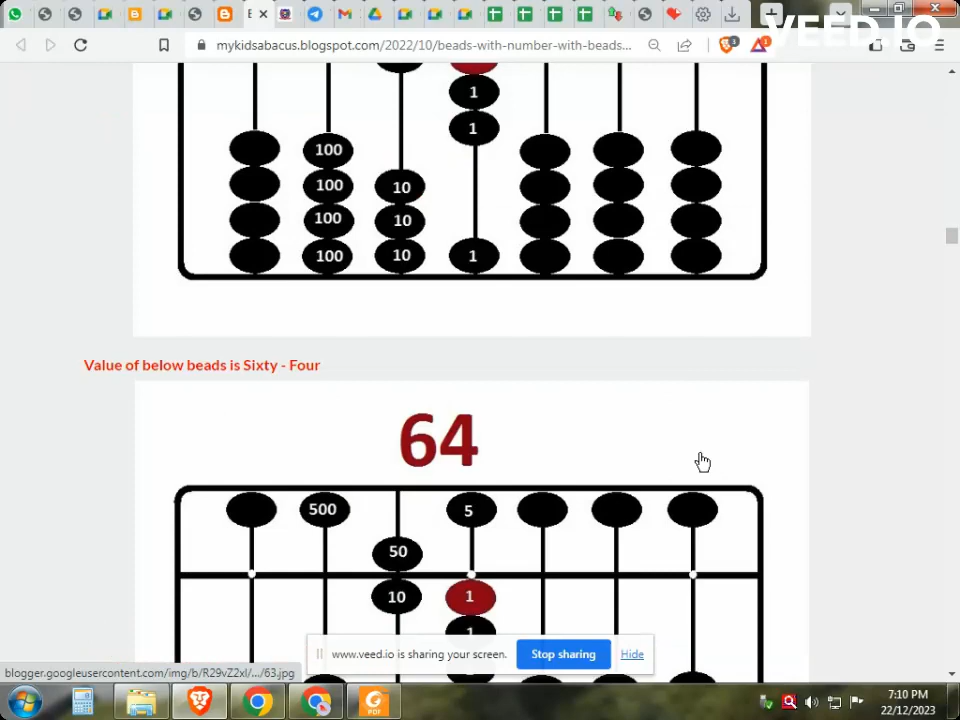 VEED.IO
mykidsabacus.blogspot.com/2022/10/beads-with-number-with-beads...
1
1
100
100 10
100 10
100 10 1
Value of below beads is Sixty - Four
64
500 5
50
10 1
1
www.veed.io is sharing your screen. Stop sharing Hide
blogger.googleusercontent.com/img/b/R29vZ2xl/.../63.jpg
7:10 PM
22/12/2023